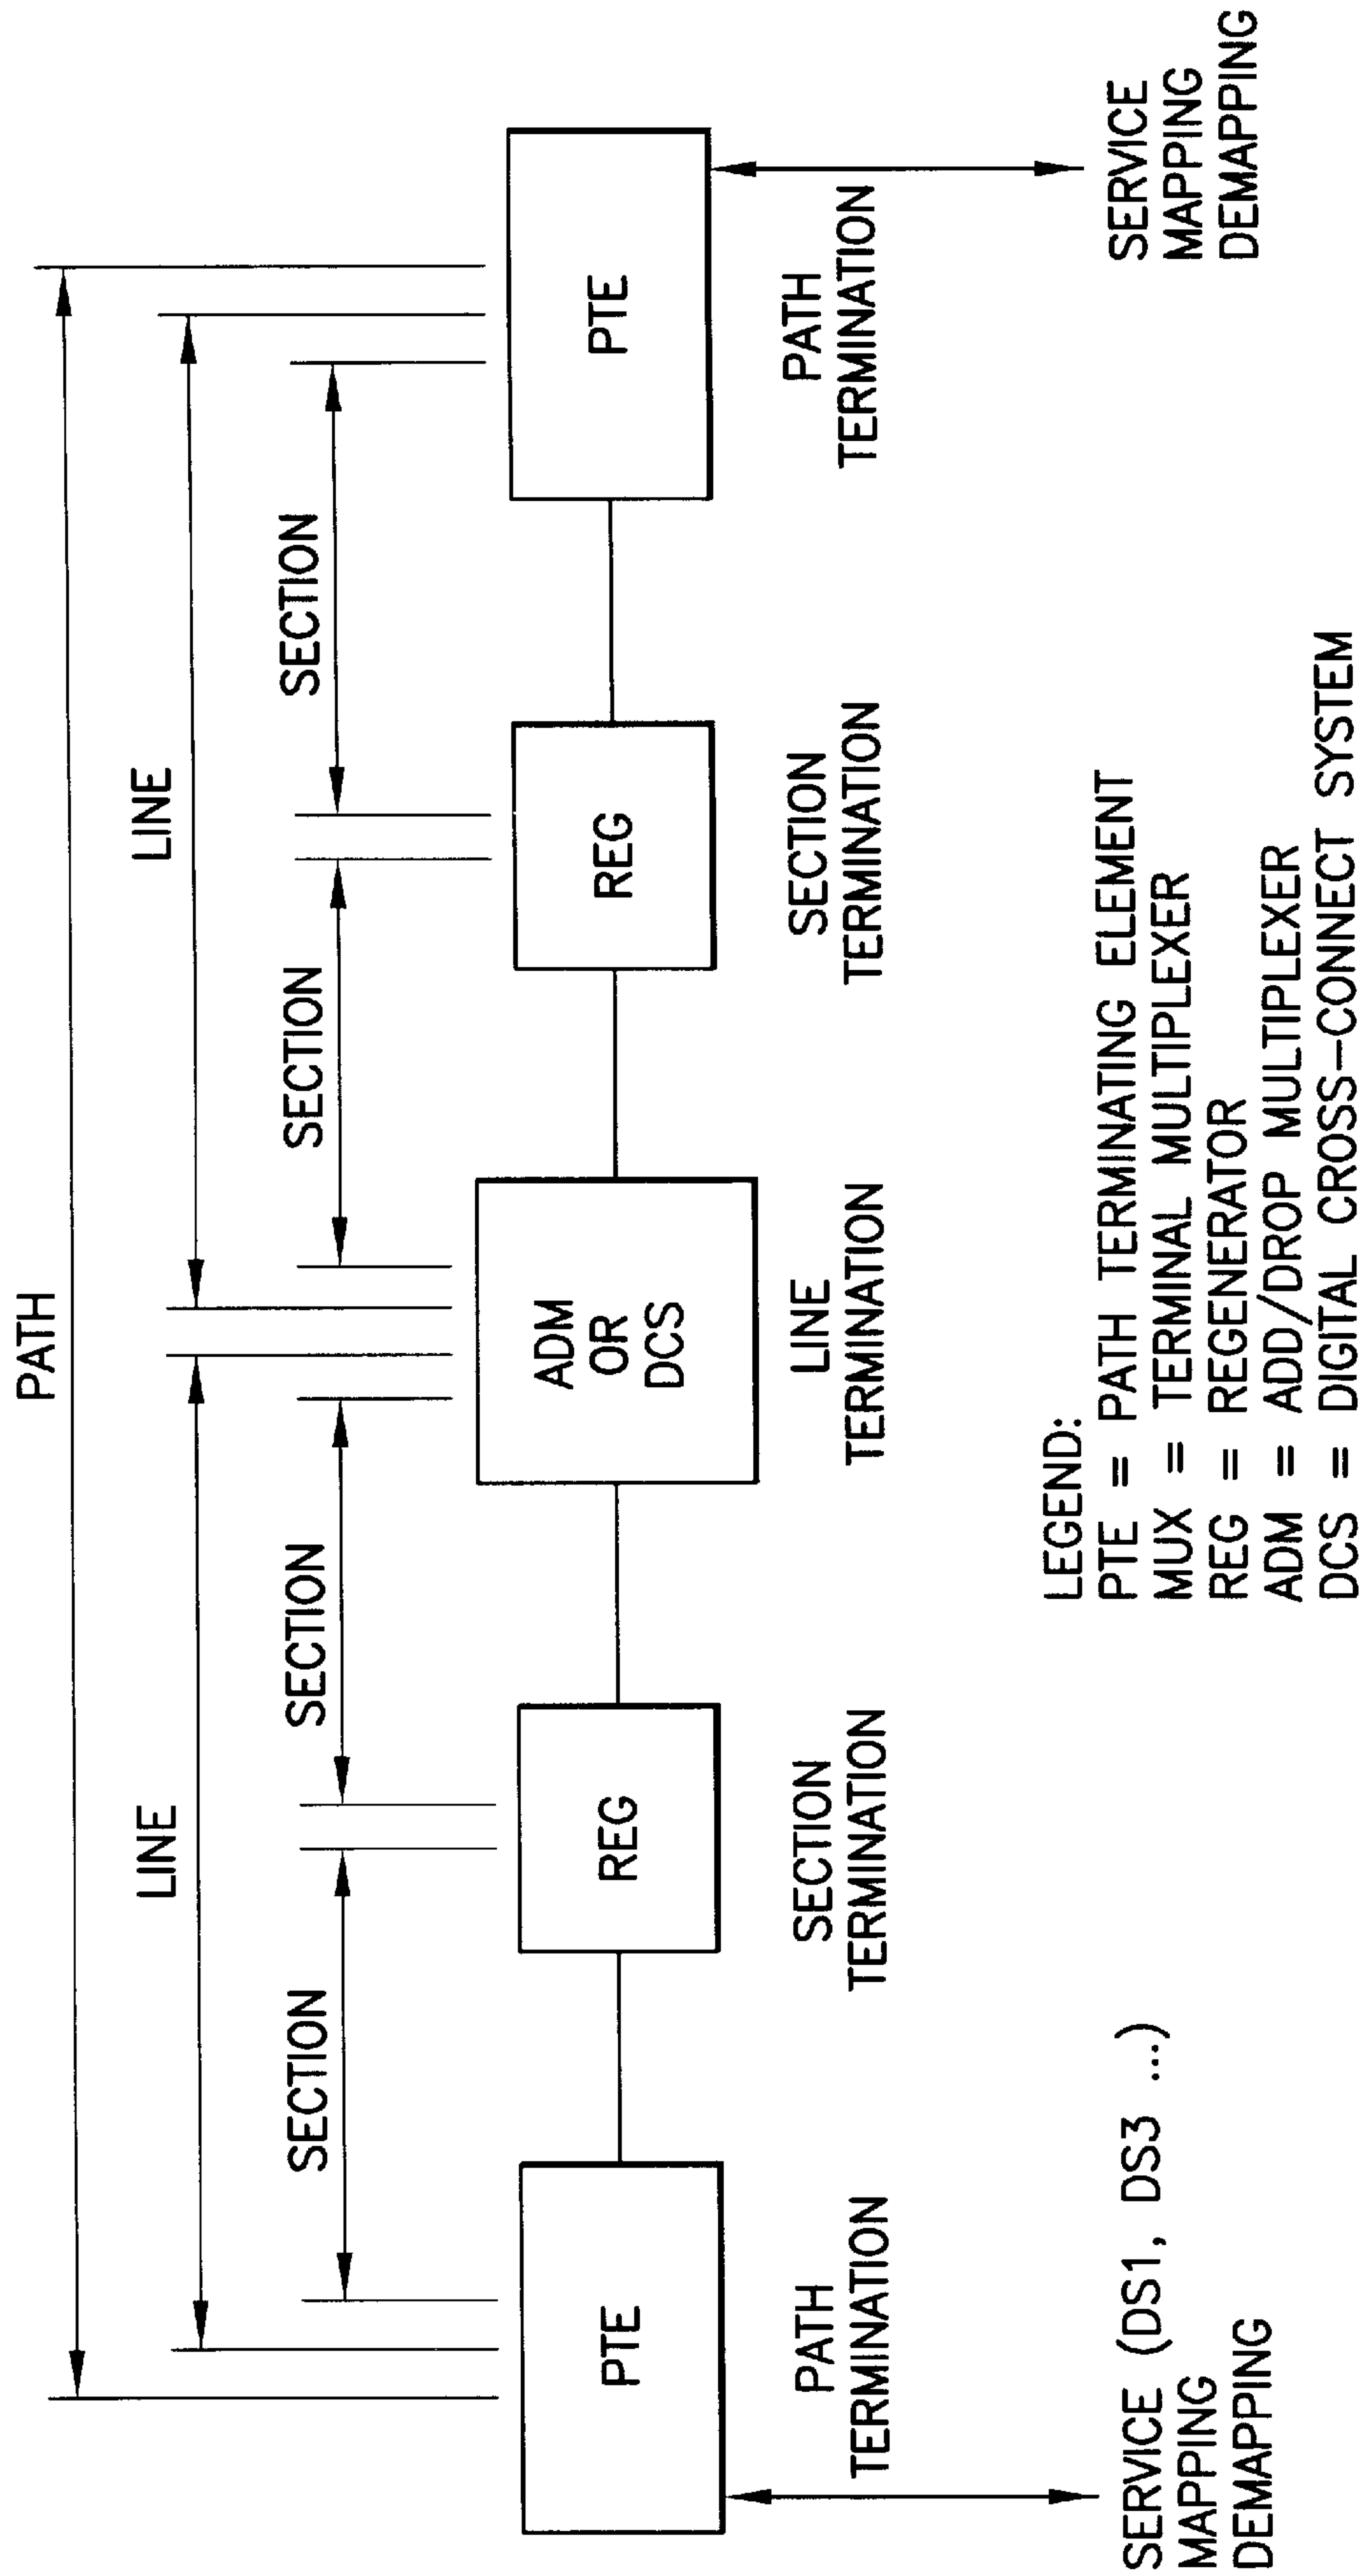 PATH
LINE
LINE
SECTION
SECTION
SECTION
SECTION
PTE
REG
ADM
OR
DCS
REG
PTE
PATH
TERMINATION
SECTION
TERMINATION
LINE
TERMINATION
SECTION
TERMINATION
PATH
TERMINATION
SERVICE (DS1, DS3 ...)
MAPPING
DEMAPPING
SERVICE
MAPPING
DEMAPPING
LEGEND:
PTE = PATH TERMINATING ELEMENT
MUX = TERMINAL MULTIPLEXER
REG = REGENERATOR
ADM = ADD/DROP MULTIPLEXER
DCS = DIGITAL CROSS-CONNECT SYSTEM